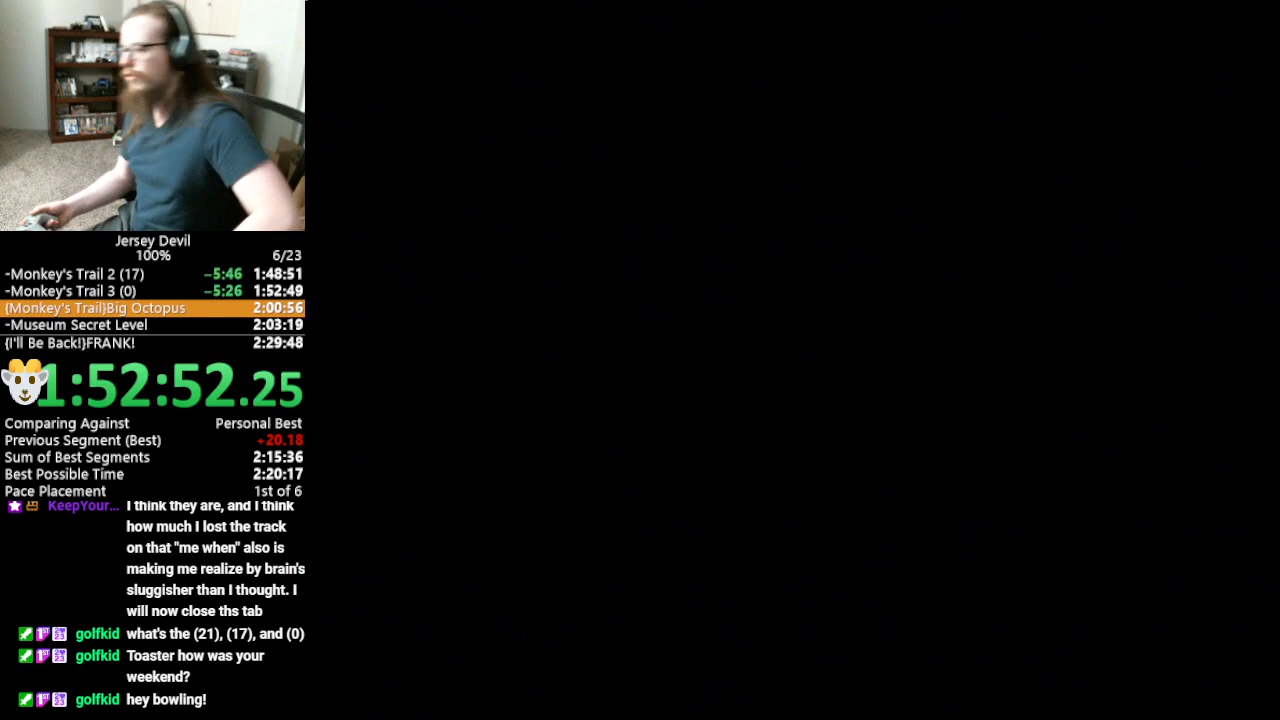 Jersey Devil
100% 6/23
-Monkey's Trail 2 (17) −5:46 1:48:51
-Monkey's Trail 3 (0) −5:26 1:52:49
{Monkey's Trail}Big Octopus 2:00:56
-Museum Secret Level 2:03:19
{I'll Be Back!}FRANK! 2:29:48
1:52:52.25
Comparing Against Personal Best
Previous Segment (Best) +20.18
Sum of Best Segments 2:15:36
Best Possible Time 2:20:17
Pace Placement 1st of 6
KeepYour... I think they are, and I think
how much I lost the track
on that "me when" also is
making me realize by brain's
sluggisher than I thought. I
will now close ths tab
golfkid what's the (21), (17), and (0)
golfkid Toaster how was your
weekend?
golfkid hey bowling!